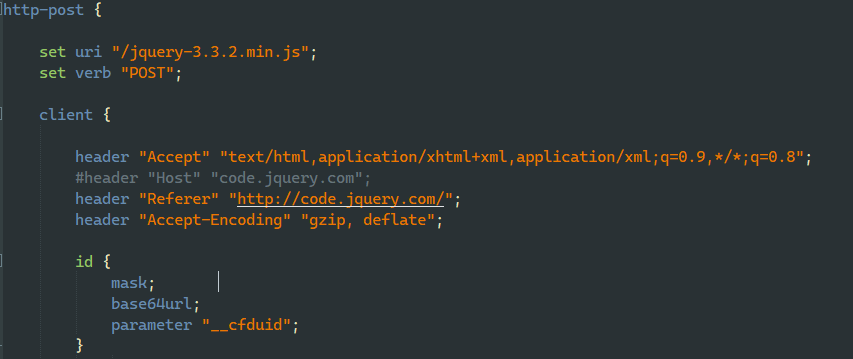 http-post {
set uri "/jquery-3.3.2.min.js";
set verb "POST";
client {
header "Accept" "text/html,application/xhtml+xml,application/xml;q=0.9,*/*;q=0.8";
#header "Host" "code.jquery.com";
header "Referer" "http://code.jquery.com/";
header "Accept-Encoding" "gzip, deflate";
id {
mask;
base64url;
parameter "__cfduid";
}